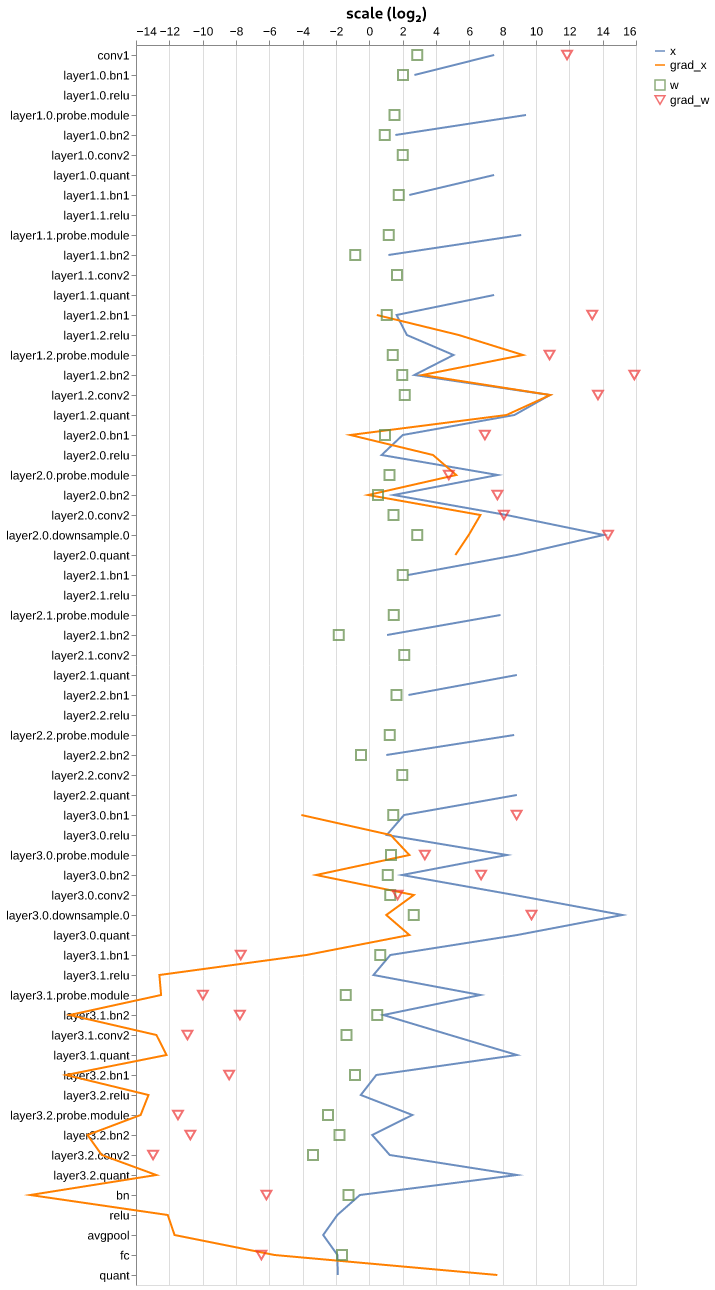 scale (log₂)
−14 −12 −10 −8 −6 −4 −2 0 2 4 6 8 10 12 14 16
x
grad_x
w
grad_w
conv1
layer1.0.bn1
layer1.0.relu
layer1.0.probe.module
layer1.0.bn2
layer1.0.conv2
layer1.0.quant
layer1.1.bn1
layer1.1.relu
layer1.1.probe.module
layer1.1.bn2
layer1.1.conv2
layer1.1.quant
layer1.2.bn1
layer1.2.relu
layer1.2.probe.module
layer1.2.bn2
layer1.2.conv2
layer1.2.quant
layer2.0.bn1
layer2.0.relu
layer2.0.probe.module
layer2.0.bn2
layer2.0.conv2
layer2.0.downsample.0
layer2.0.quant
layer2.1.bn1
layer2.1.relu
layer2.1.probe.module
layer2.1.bn2
layer2.1.conv2
layer2.1.quant
layer2.2.bn1
layer2.2.relu
layer2.2.probe.module
layer2.2.bn2
layer2.2.conv2
layer2.2.quant
layer3.0.bn1
layer3.0.relu
layer3.0.probe.module
layer3.0.bn2
layer3.0.conv2
layer3.0.downsample.0
layer3.0.quant
layer3.1.bn1
layer3.1.relu
layer3.1.probe.module
layer3.1.bn2
layer3.1.conv2
layer3.1.quant
layer3.2.bn1
layer3.2.relu
layer3.2.probe.module
layer3.2.bn2
layer3.2.conv2
layer3.2.quant
bn
relu
avgpool
fc
quant